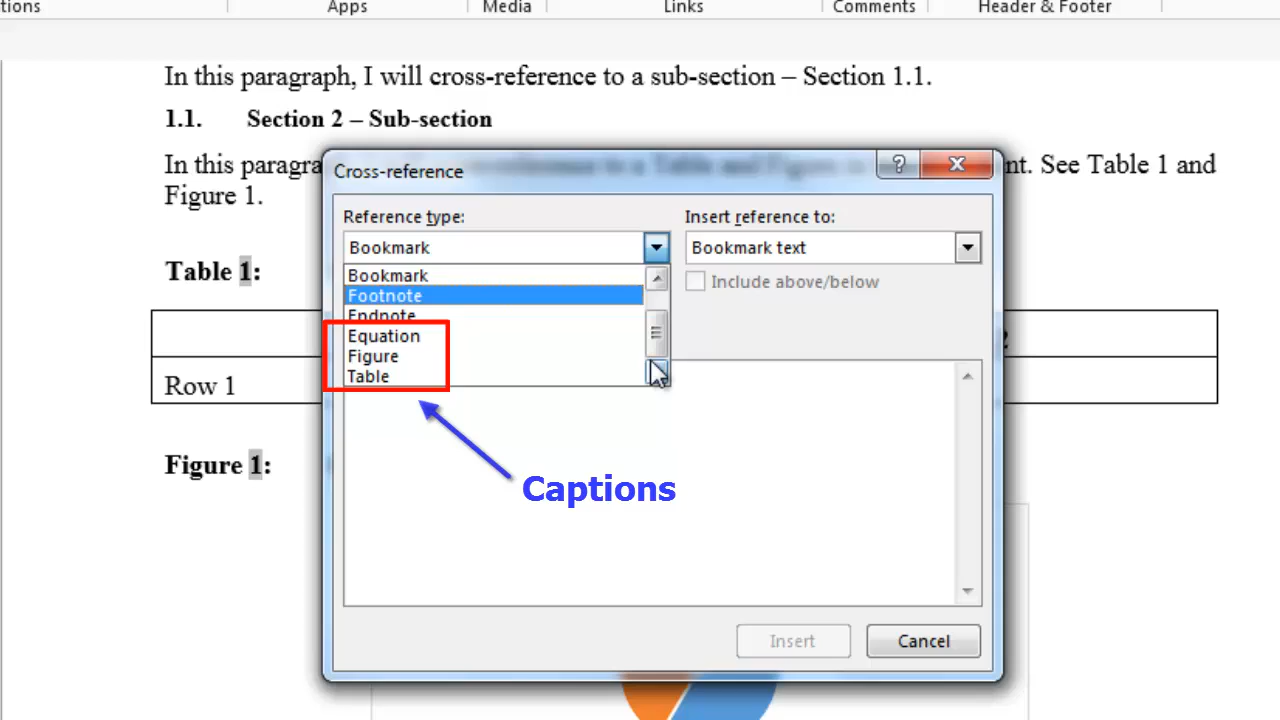 tions Apps Media Links Comments Header & Footer
In this paragraph, I will cross-reference to a sub-section – Section 1.1.
1.1. Section 2 – Sub-section
In this paragra nt. See Table 1 and
Figure 1.
Cross-reference
Reference type:
Insert reference to:
Bookmark
Bookmark text
Include above/below
Bookmark
Footnote
Endnote
Equation
Figure
Table
Table 1:
2
Row 1
Figure 1:
Captions
Insert
Cancel